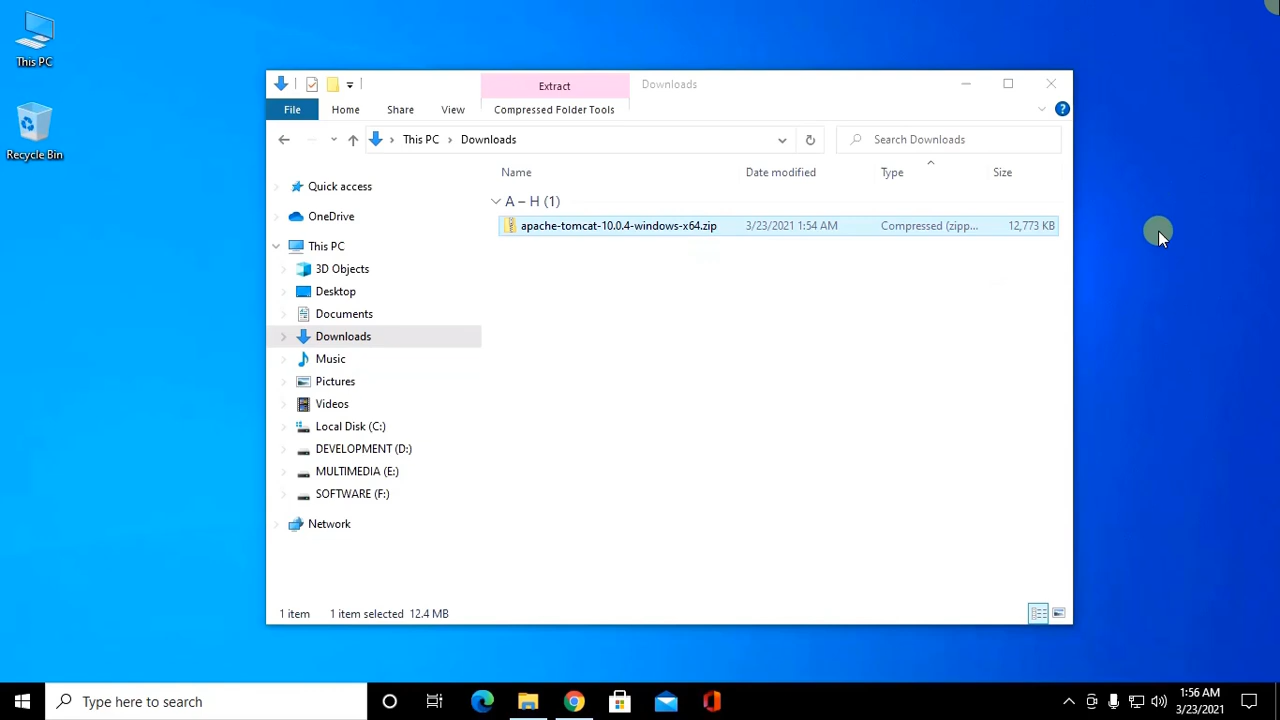 This PC
Recycle Bin
Extract
Downloads
File
Home
Share
View
Compressed Folder Tools
This PC
Downloads
Search Downloads
Name
Date modified
Type
Size
Quick access
OneDrive
This PC
3D Objects
Desktop
Documents
Downloads
Music
Pictures
Videos
Local Disk (C:)
DEVELOPMENT (D:)
MULTIMEDIA (E:)
SOFTWARE (F:)
Network
A – H (1)
apache-tomcat-10.0.4-windows-x64.zip 3/23/2021 1:54 AM Compressed (zipp... 12,773 KB
1 item 1 item selected 12.4 MB
Type here to search
1:56 AM
3/23/2021